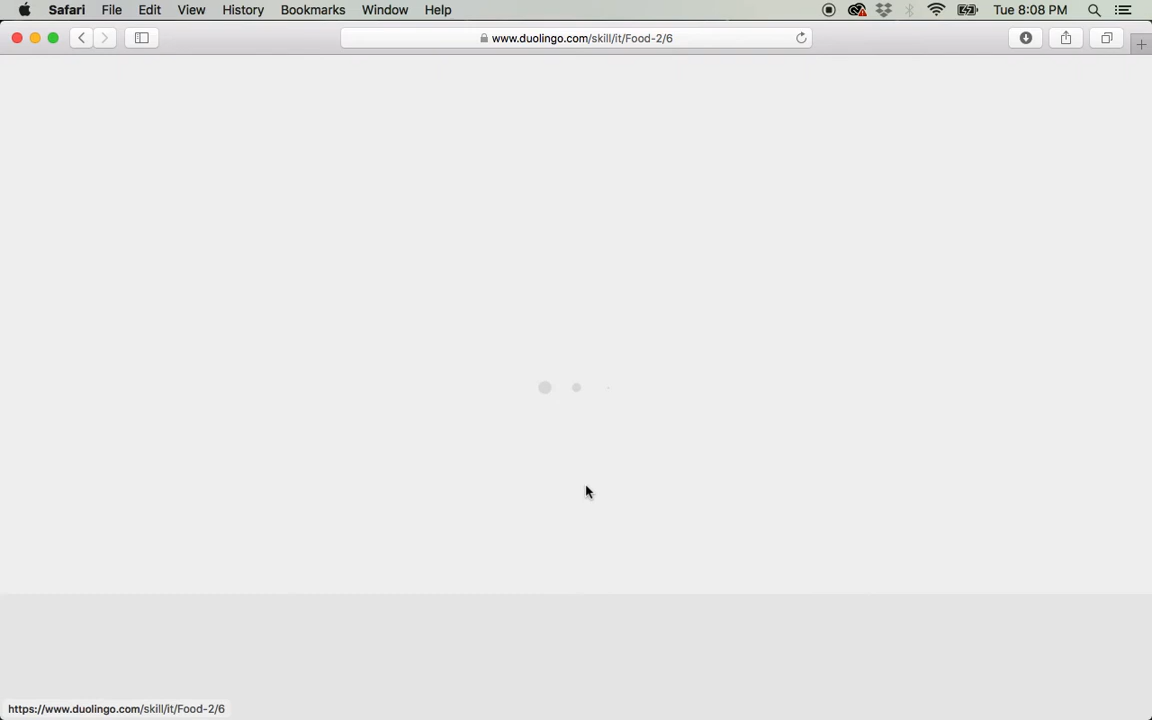 Safari File Edit View History Bookmarks Window Help Tue 8:08 PM
www.duolingo.com/skill/it/Food-2/6
https://www.duolingo.com/skill/it/Food-2/6